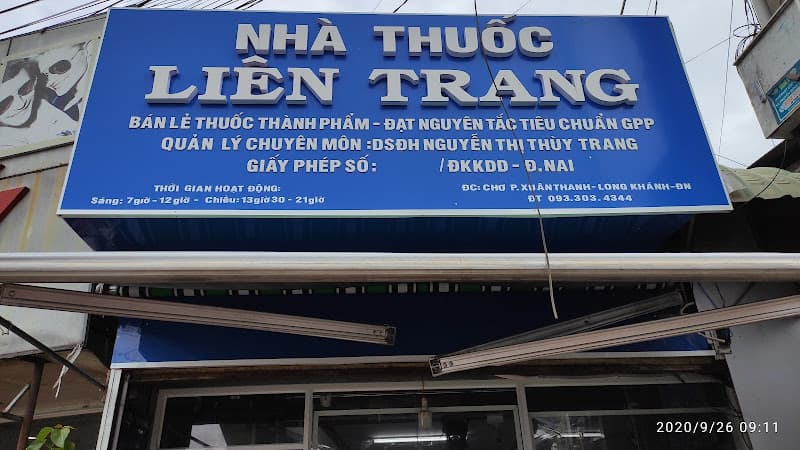 NHÀ THUỐC
LIÊN TRANG
BÁN LẺ THUỐC THÀNH PHẨM - ĐẠT NGUYÊN TẮC TIÊU CHUẨN GPP
QUẢN LÝ CHUYÊN MÔN :DSĐH NGUYỄN THỊ THÙY TRANG
GIẤY PHÉP SỐ: /ĐKKDD - Đ.NAI
THỜI GIAN HOẠT ĐỘNG:
Sáng: 7giờ - 12giờ - Chiều: 13giờ 30 - 21giờ
ĐC: CHỢ P.XUÂN THANH - LONG KHÁNH - ĐN
ĐT 093.303.4344
2020/9/26 09:11